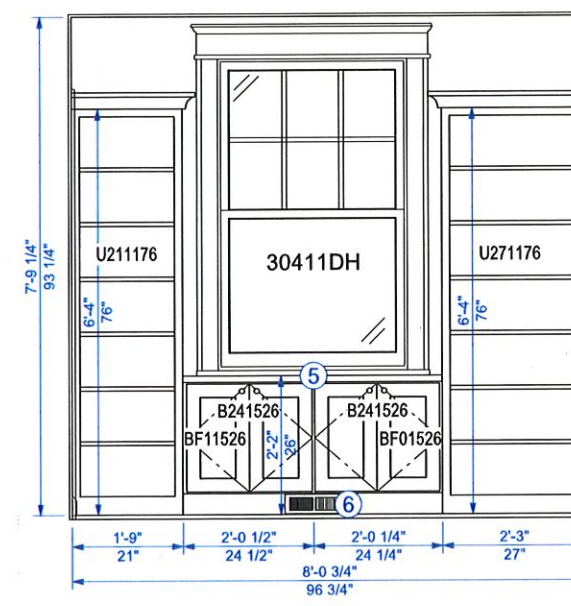 7'-9 1/4"
93 1/4"
U211176
6'-4"
76"
30411DH
U271176
6'-4"
76"
5
B241526
B241526
BF11526
BF01526
2'-2"
26"
6
1'-9"
21"
2'-0 1/2"
24 1/2"
2'-0 1/4"
24 1/4"
2'-3"
27"
8'-0 3/4"
96 3/4"